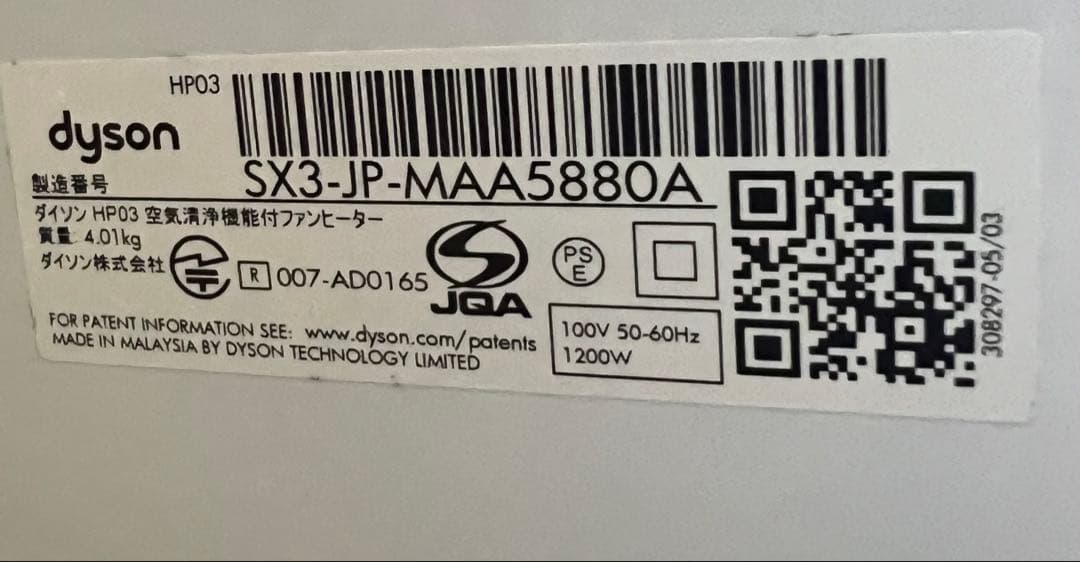 HP03
dyson
製造番号 SX3-JP-MAA5880A
ダイソン HP03 空気清浄機能付ファンヒーター
質量 4.01kg
ダイソン株式会社
R 007-AD0165
JQA
PS
E
100V 50-60Hz
1200W
FOR PATENT INFORMATION SEE: www.dyson.com/patents
MADE IN MALAYSIA BY DYSON TECHNOLOGY LIMITED
308297-05/03